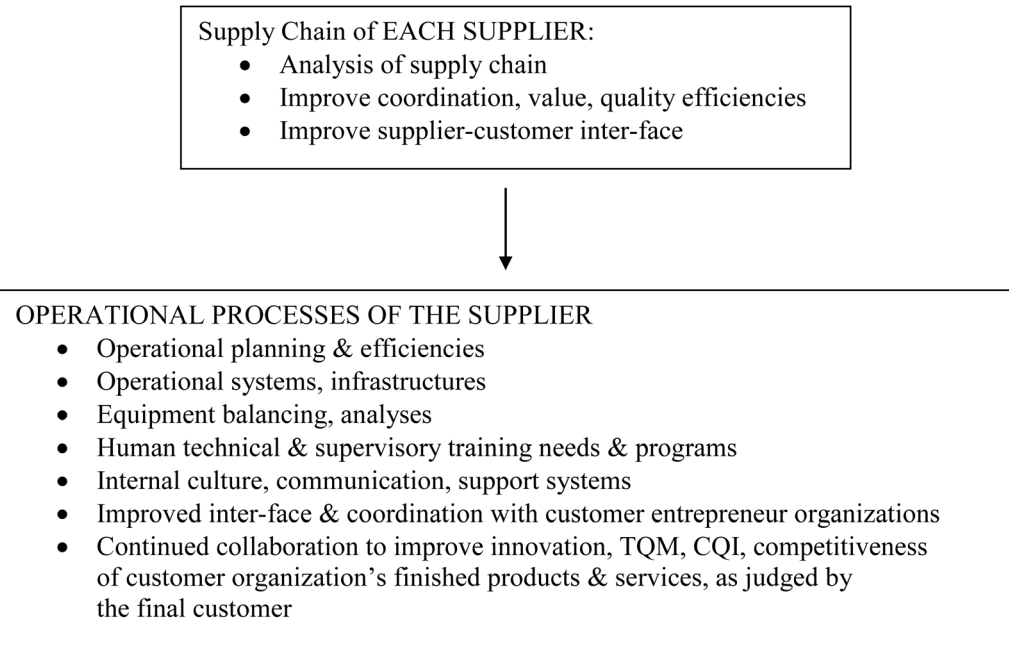 Supply Chain of EACH SUPPLIER:
• Analysis of supply chain
• Improve coordination, value, quality efficiencies
• Improve supplier-customer inter-face
OPERATIONAL PROCESSES OF THE SUPPLIER
• Operational planning & efficiencies
• Operational systems, infrastructures
• Equipment balancing, analyses
• Human technical & supervisory training needs & programs
• Internal culture, communication, support systems
• Improved inter-face & coordination with customer entrepreneur organizations
• Continued collaboration to improve innovation, TQM, CQI, competitiveness
of customer organization’s finished products & services, as judged by
the final customer